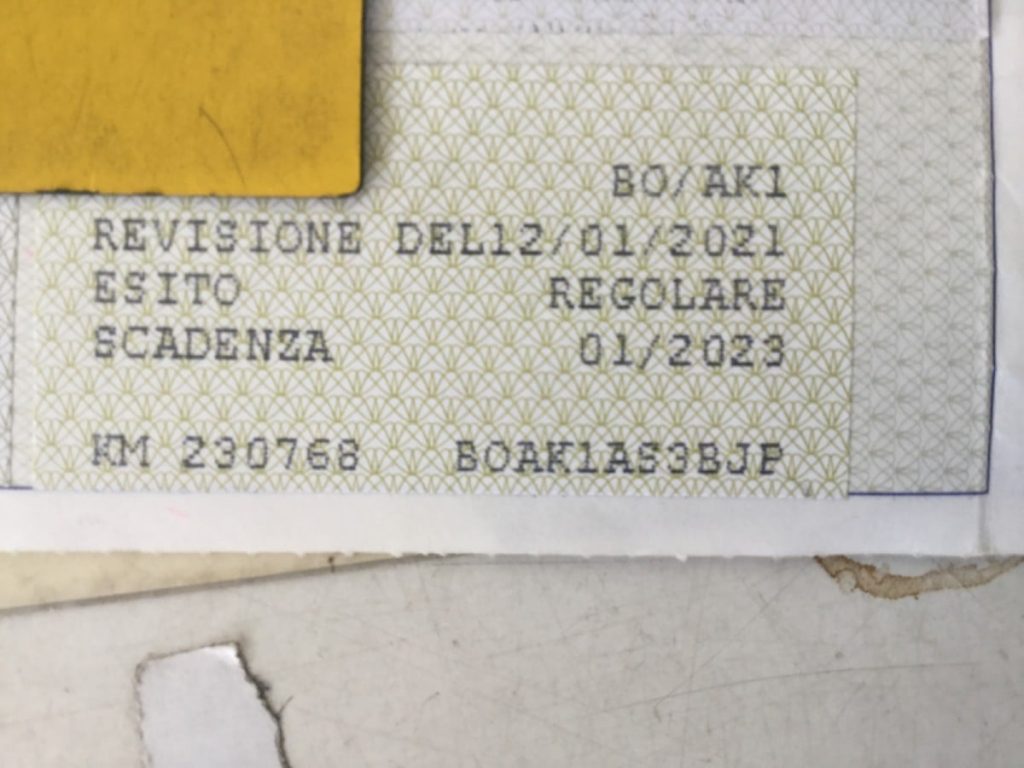 BO/AK1
REVISIONE DEL12/01/2021
ESITO REGOLARE
SCADENZA 01/2023
KM 230768 BOAK1AS3BJP